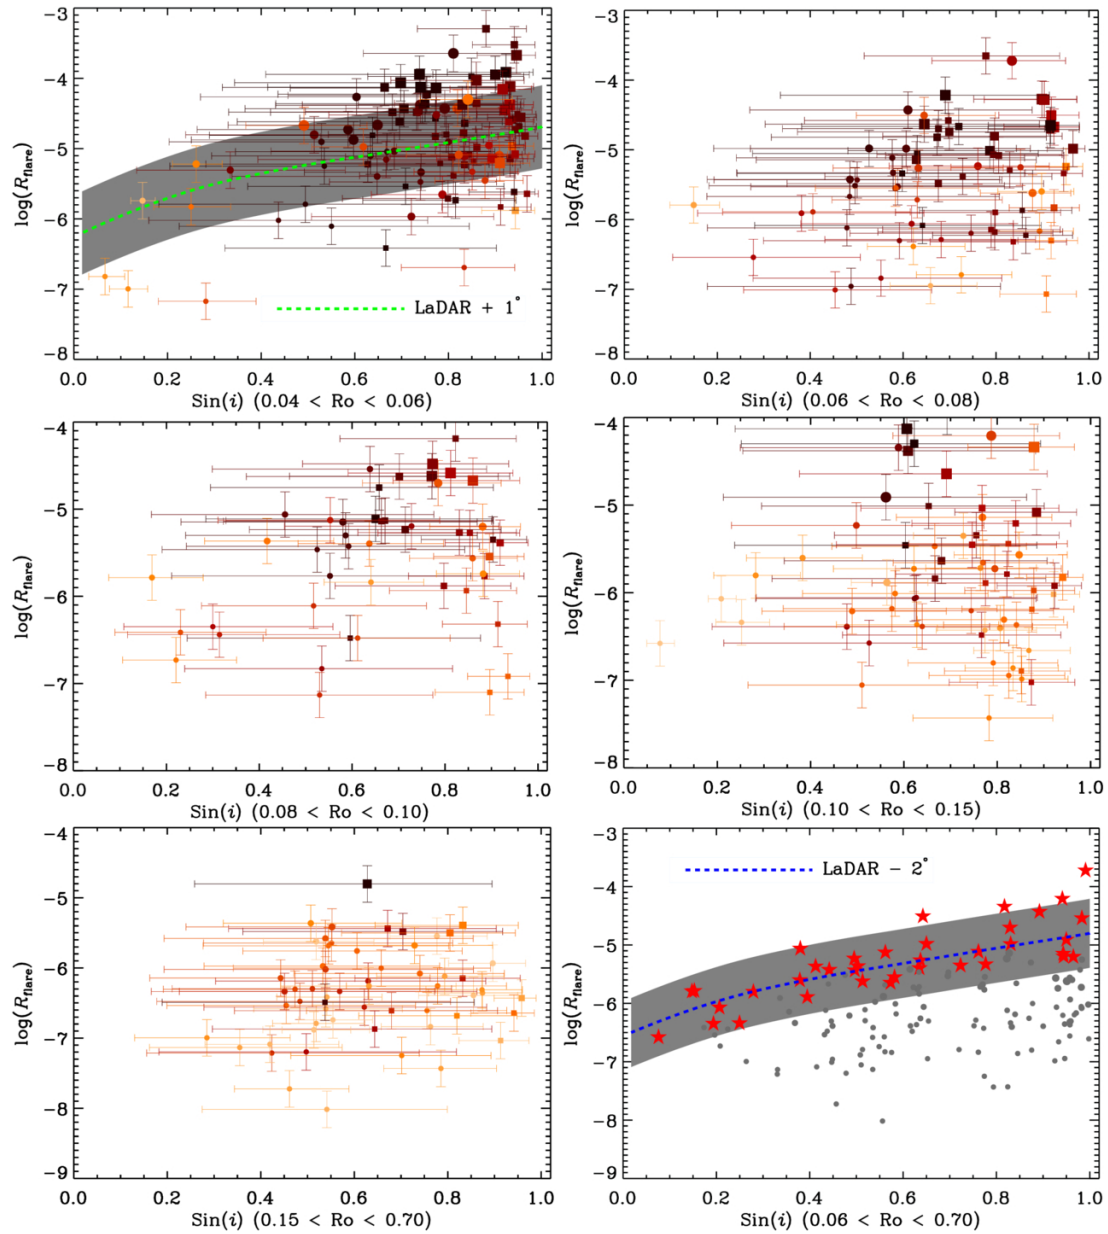 -3
-4
-5
-6
-7
-8
log(R_flare)
LaDAR + 1°
0.0 0.2 0.4 0.6 0.8 1.0
Sin(i) (0.04 < Ro < 0.06)
-3
-4
-5
-6
-7
-8
log(R_flare)
0.0 0.2 0.4 0.6 0.8 1.0
Sin(i) (0.06 < Ro < 0.08)
-4
-5
-6
-7
-8
log(R_flare)
0.0 0.2 0.4 0.6 0.8 1.0
Sin(i) (0.08 < Ro < 0.10)
-4
-5
-6
-7
-8
log(R_flare)
0.0 0.2 0.4 0.6 0.8 1.0
Sin(i) (0.10 < Ro < 0.15)
-4
-5
-6
-7
-8
-9
log(R_flare)
0.0 0.2 0.4 0.6 0.8 1.0
Sin(i) (0.15 < Ro < 0.70)
-3
-4
-5
-6
-7
-8
-9
log(R_flare)
LaDAR - 2°
0.0 0.2 0.4 0.6 0.8 1.0
Sin(i) (0.06 < Ro < 0.70)